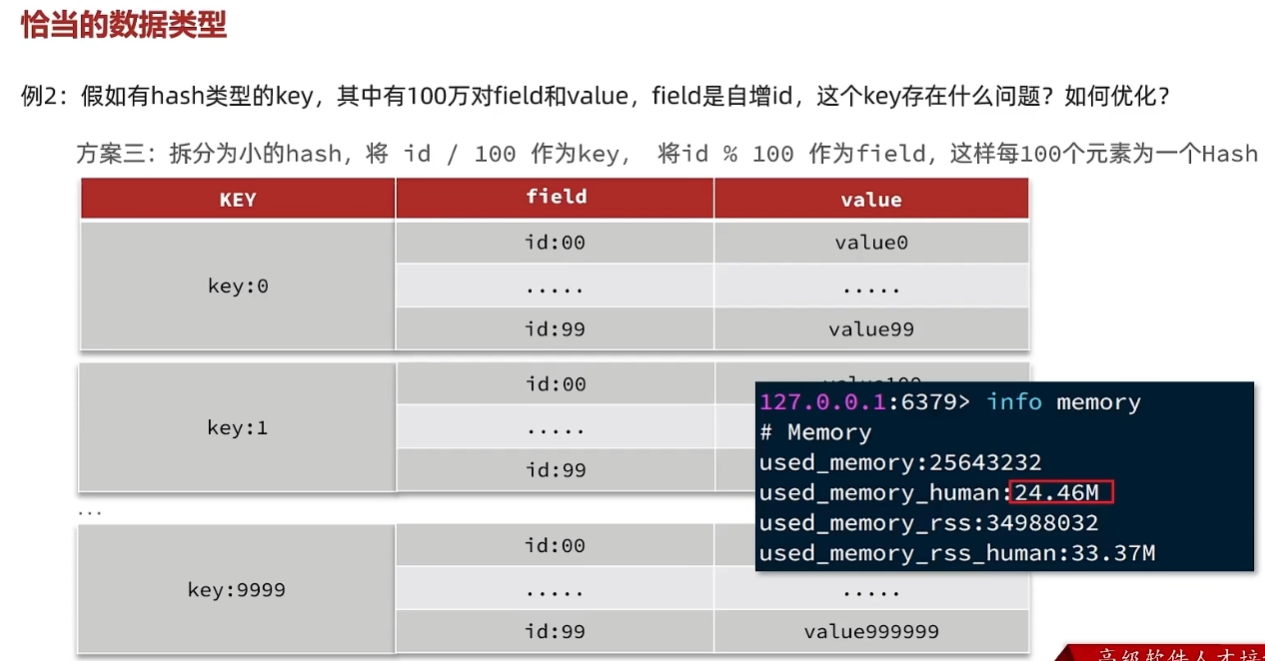 恰当的数据类型
例2：假如有hash类型的key，其中有100万对field和value，field是自增id，这个key存在什么问题？如何优化？
方案三：拆分为小的hash，将 id / 100 作为key， 将id % 100 作为field，这样每100个元素为一个Hash
KEY field value
id:00 value0
key:0 ..... .....
id:99 value99
id:00
key:1 .....
id:99
127.0.0.1:6379> info memory
# Memory
used_memory:25643232
used_memory_human:24.46M
used_memory_rss:34988032
used_memory_rss_human:33.37M
...
id:00
key:9999 ..... .....
id:99 value999999
高级软件人才培